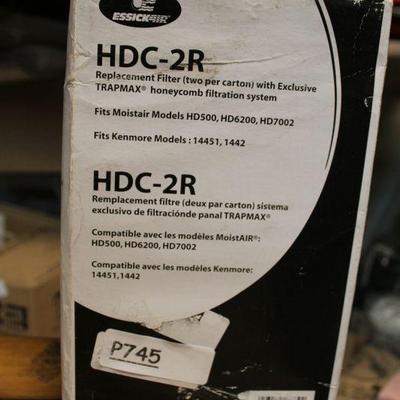 ESSICKAIR
HDC-2R
Replacement Filter (two per carton) with Exclusive
TRAPMAX® honeycomb filtration system
Fits Moistair Models HD500, HD6200, HD7002
Fits Kenmore Models : 14451, 1442
HDC-2R
Remplacement filtre (deux par carton) sistema
exclusivo de filtraciónde panal TRAPMAX®
Compatible avec les modèles MoistAIR®:
HD500, HD6200, HD7002
Compatible avec les modèles Kenmore:
14451,1442
P745